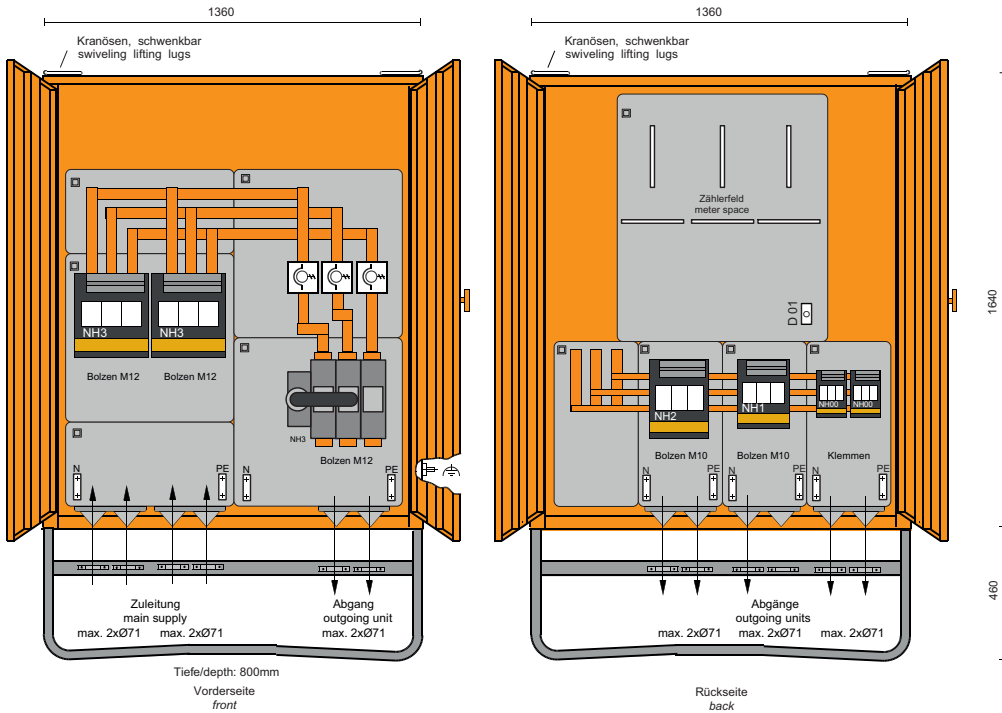 1360
Kranösen, schwenkbar
swiveling lifting lugs
NH3
NH3
Bolzen M12
Bolzen M12
NH3
Bolzen M12
N
PE
N
PE
Zuleitung
main supply
max. 2xØ71
max. 2xØ71
Abgang
outgoing unit
max. 2xØ71
Tiefe/depth: 800mm
Vorderseite
front
1360
Kranösen, schwenkbar
swiveling lifting lugs
Zählerfeld
meter space
D 01
NH2
NH1
NH00
NH00
Bolzen M10
Bolzen M10
Klemmen
N
PE
N
PE
N
PE
Abgänge
outgoing units
max. 2xØ71
max. 2xØ71
max. 2xØ71
Rückseite
back
1640
460